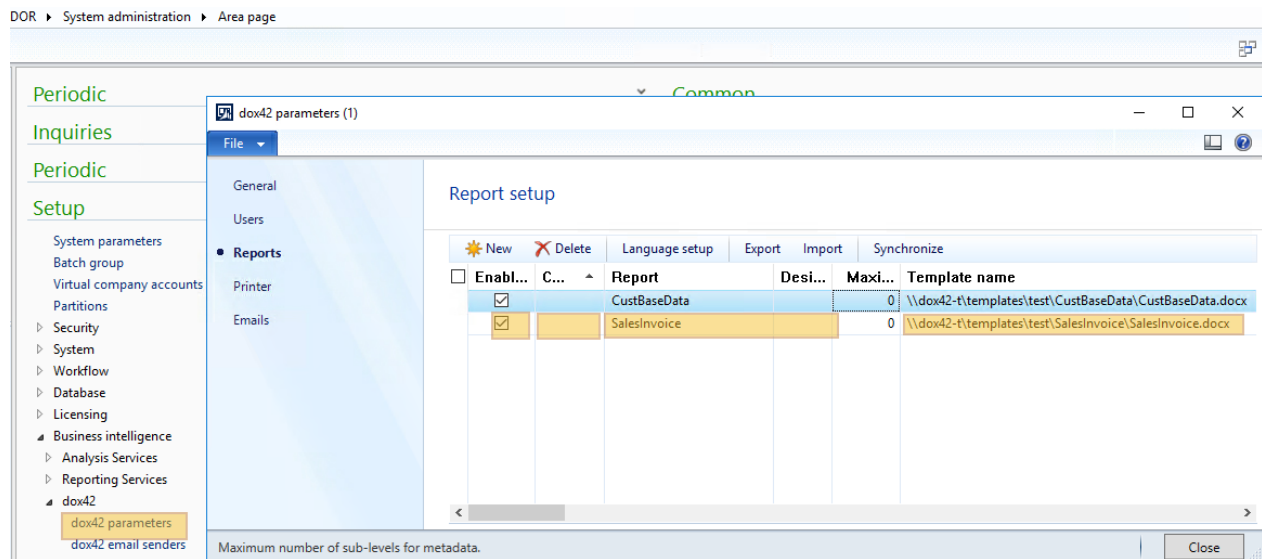 DOR ▸ System administration ▸ Area page
Periodic
Common
Inquiries
Periodic
Setup
System parameters
Batch group
Virtual company accounts
Partitions
Security
System
Workflow
Database
Licensing
Business intelligence
Analysis Services
Reporting Services
dox42
dox42 parameters
dox42 email senders
dox42 parameters (1)
File
General
Users
Reports
Printer
Emails
Report setup
New Delete Language setup Export Import Synchronize
Enabl... C... Report Desi... Maxi... Template name
CustBaseData 0 \\dox42-t\templates\test\CustBaseData\CustBaseData.docx
SalesInvoice 0 \\dox42-t\templates\test\SalesInvoice\SalesInvoice.docx
Maximum number of sub-levels for metadata.
Close